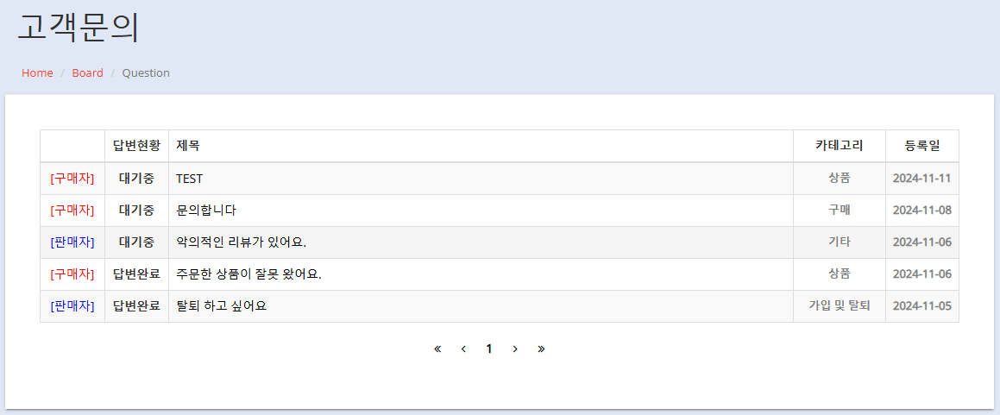 고객문의
Home / Board / Question
답변현황 제목 카테고리 등록일
[구매자] 대기중 TEST 상품 2024-11-11
[구매자] 대기중 문의합니다 구매 2024-11-08
[판매자] 대기중 악의적인 리뷰가 있어요. 기타 2024-11-06
[구매자] 답변완료 주문한 상품이 잘못 왔어요. 상품 2024-11-06
[판매자] 답변완료 탈퇴 하고 싶어요 가입 및 탈퇴 2024-11-05
« ‹ 1 › »